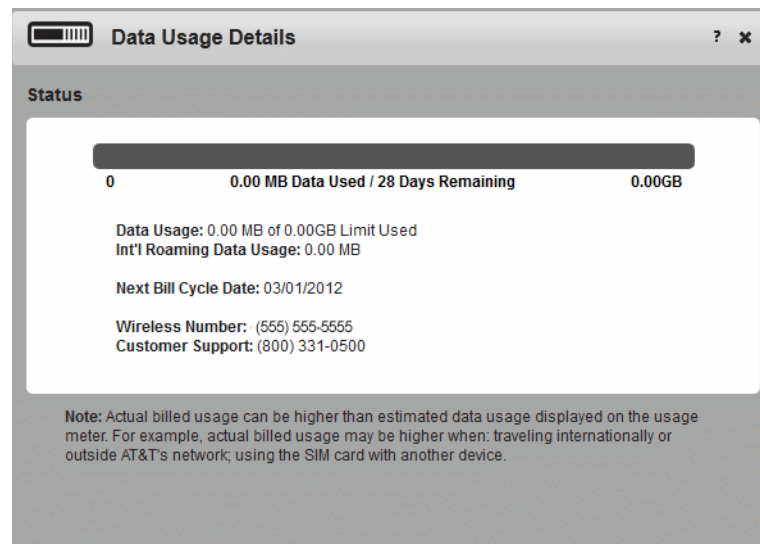 Data Usage Details ?
Status
0 0.00 MB Data Used / 28 Days Remaining 0.00GB
Data Usage: 0.00 MB of 0.00GB Limit Used
Int'l Roaming Data Usage: 0.00 MB
Next Bill Cycle Date: 03/01/2012
Wireless Number: (555) 555-5555
Customer Support: (800) 331-0500
Note: Actual billed usage can be higher than estimated data usage displayed on the usage
meter. For example, actual billed usage may be higher when: traveling internationally or
outside AT&T's network; using the SIM card with another device.